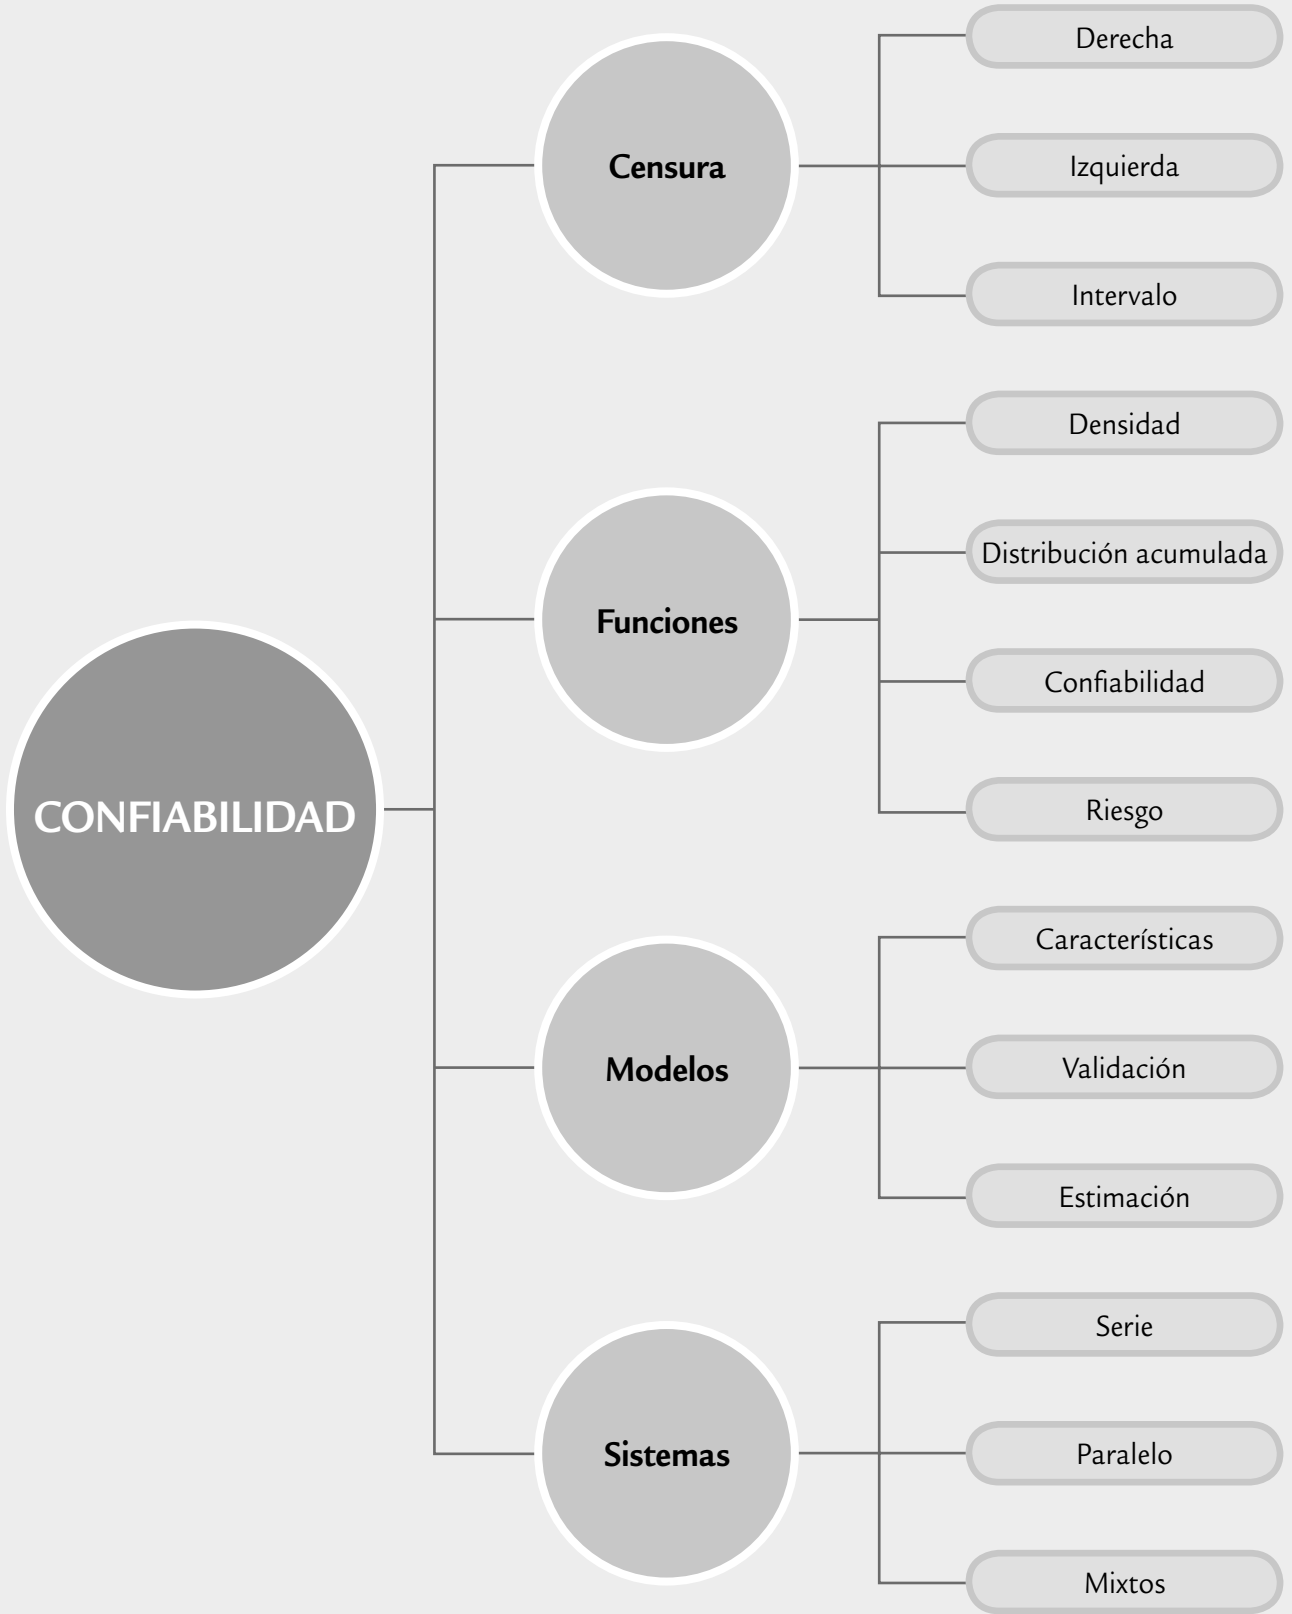 CONFIABILIDAD
Censura
Derecha
Izquierda
Intervalo
Funciones
Densidad
Distribución acumulada
Confiabilidad
Riesgo
Modelos
Características
Validación
Estimación
Sistemas
Serie
Paralelo
Mixtos